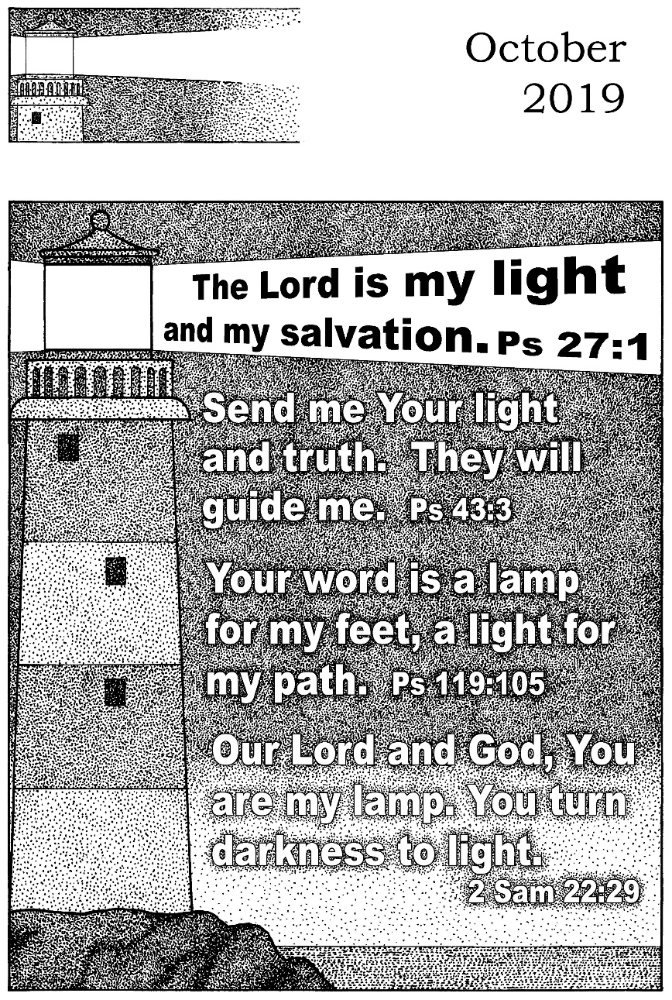 October
2019
The Lord is my light
and my salvation. Ps 27:1
Send me Your light
and truth.  They will
guide me.  Ps 43:3
Your word is a lamp
for my feet, a light for
my path.  Ps 119:105
Our Lord and God, You
are my lamp. You turn
darkness to light.
2 Sam 22:29